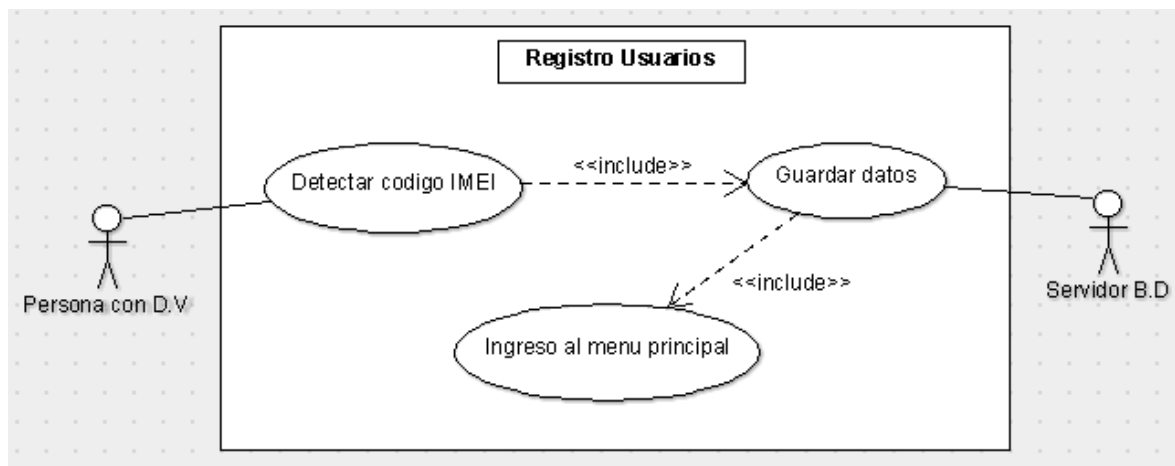 Registro Usuarios
Detectar codigo IMEI
<<include>>
Guardar datos
Persona con D.V
<<include>>
Servidor B.D
Ingreso al menu principal